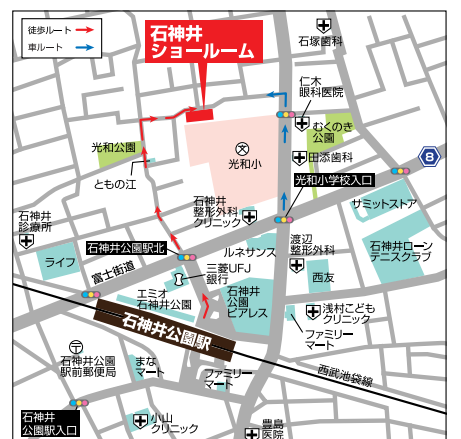 徒歩ルート
車ルート
石神井
ショールーム
石塚歯科
仁木
眼科医院
むくのき
公園
田添歯科
8
光和公園
ともの江
文
光和小
光和小学校入口
石神井
整形外科
クリニック
サミットストア
石神井
診療所
石神井公園駅北
ルネサンス
渡辺
整形外科
石神井ローン
テニスクラブ
ライフ
富士街道
三菱UFJ
銀行
西友
エミオ
石神井公園
石神井
公園
ピアレス
浅村こども
クリニック
石神井公園駅
ファミリー
マート
石神井公園
駅前郵便局
まな
マート
ファミリー
マート
西武池袋線
石神井
公園駅入口
小山
クリニック
豊島
医院